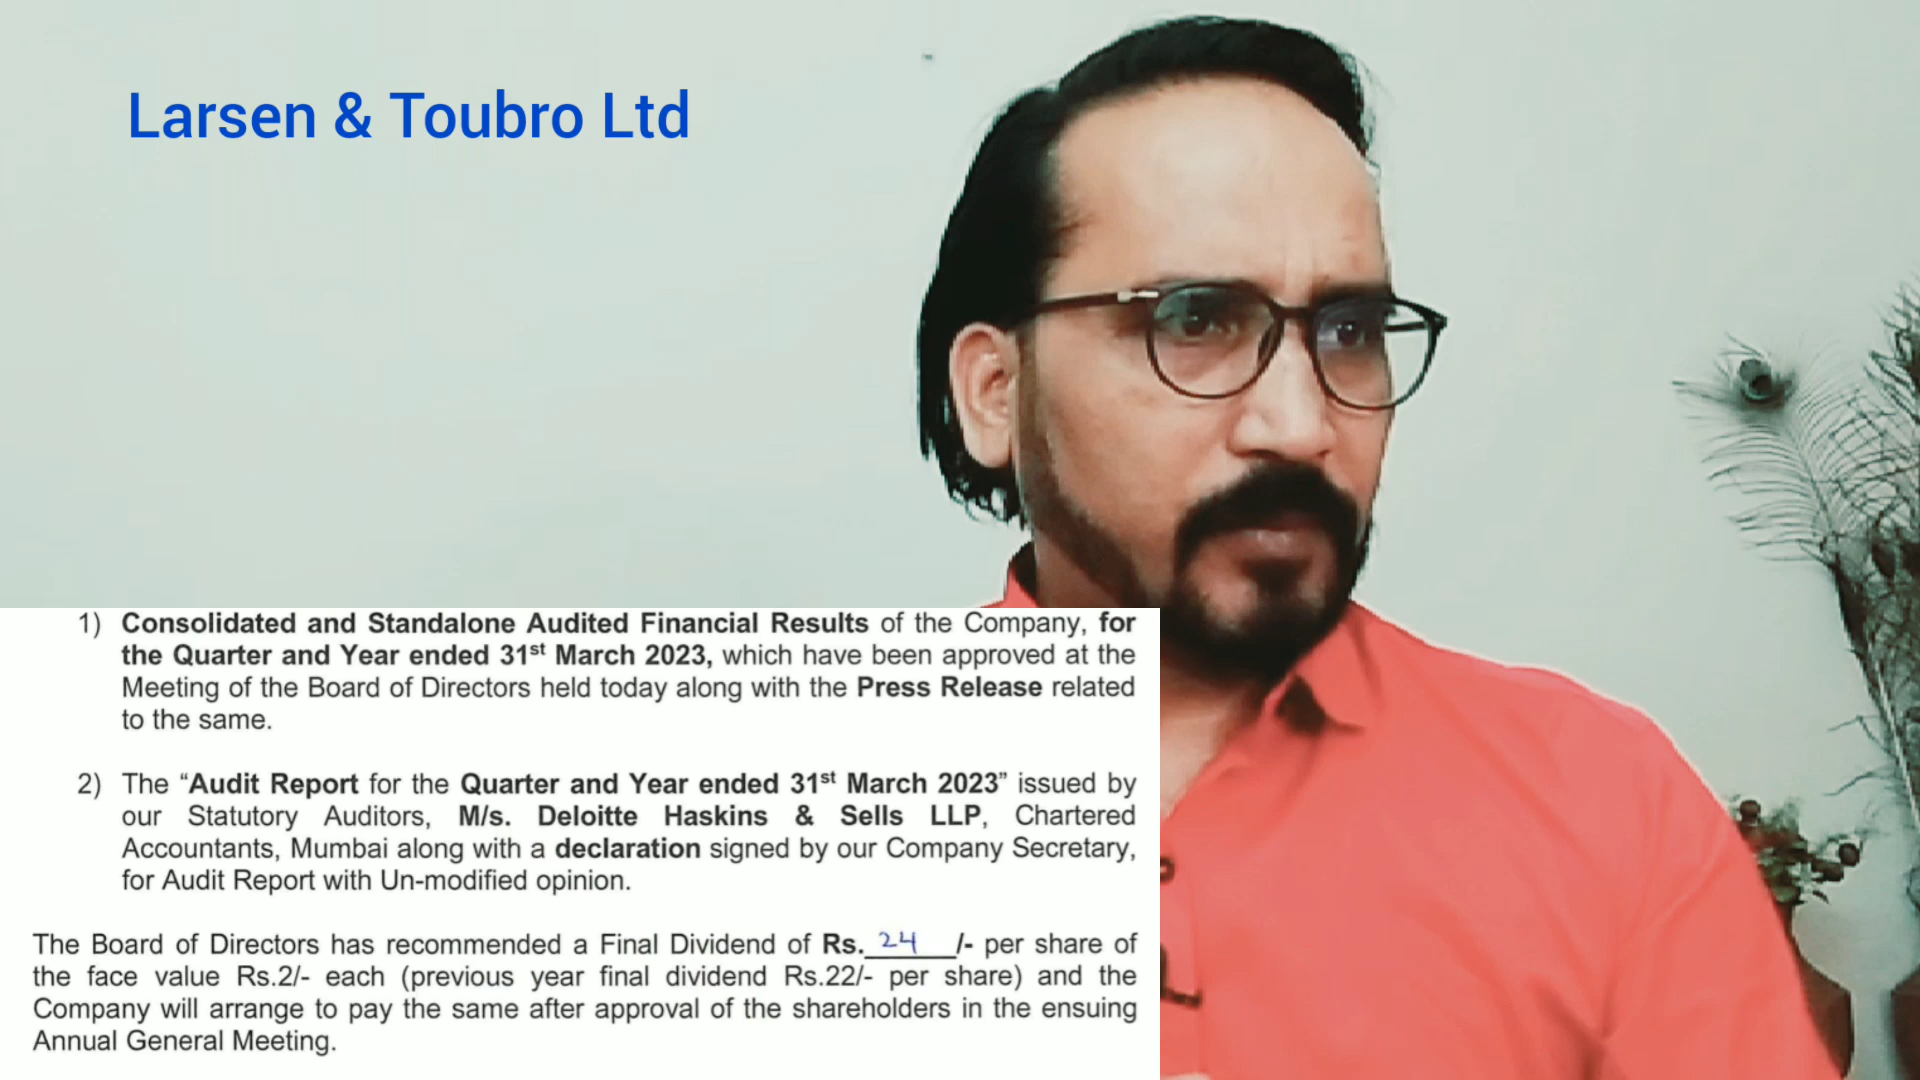 Larsen & Toubro Ltd
1) Consolidated and Standalone Audited Financial Results of the Company, for
the Quarter and Year ended 31st March 2023, which have been approved at the
Meeting of the Board of Directors held today along with the Press Release related
to the same.
2) The “Audit Report for the Quarter and Year ended 31st March 2023” issued by
our Statutory Auditors, M/s. Deloitte Haskins & Sells LLP, Chartered
Accountants, Mumbai along with a declaration signed by our Company Secretary,
for Audit Report with Un-modified opinion.
The Board of Directors has recommended a Final Dividend of Rs. 24 /- per share of
the face value Rs.2/- each (previous year final dividend Rs.22/- per share) and the
Company will arrange to pay the same after approval of the shareholders in the ensuing
Annual General Meeting.